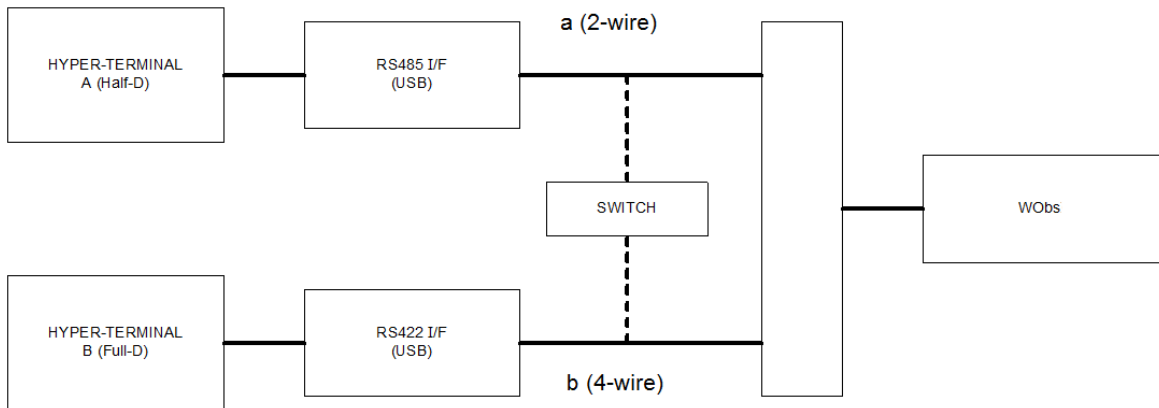 a (2-wire)
HYPER-TERMINAL
A (Half-D)
RS485 I/F
(USB)
SWITCH
WObs
HYPER-TERMINAL
B (Full-D)
RS422 I/F
(USB)
b (4-wire)